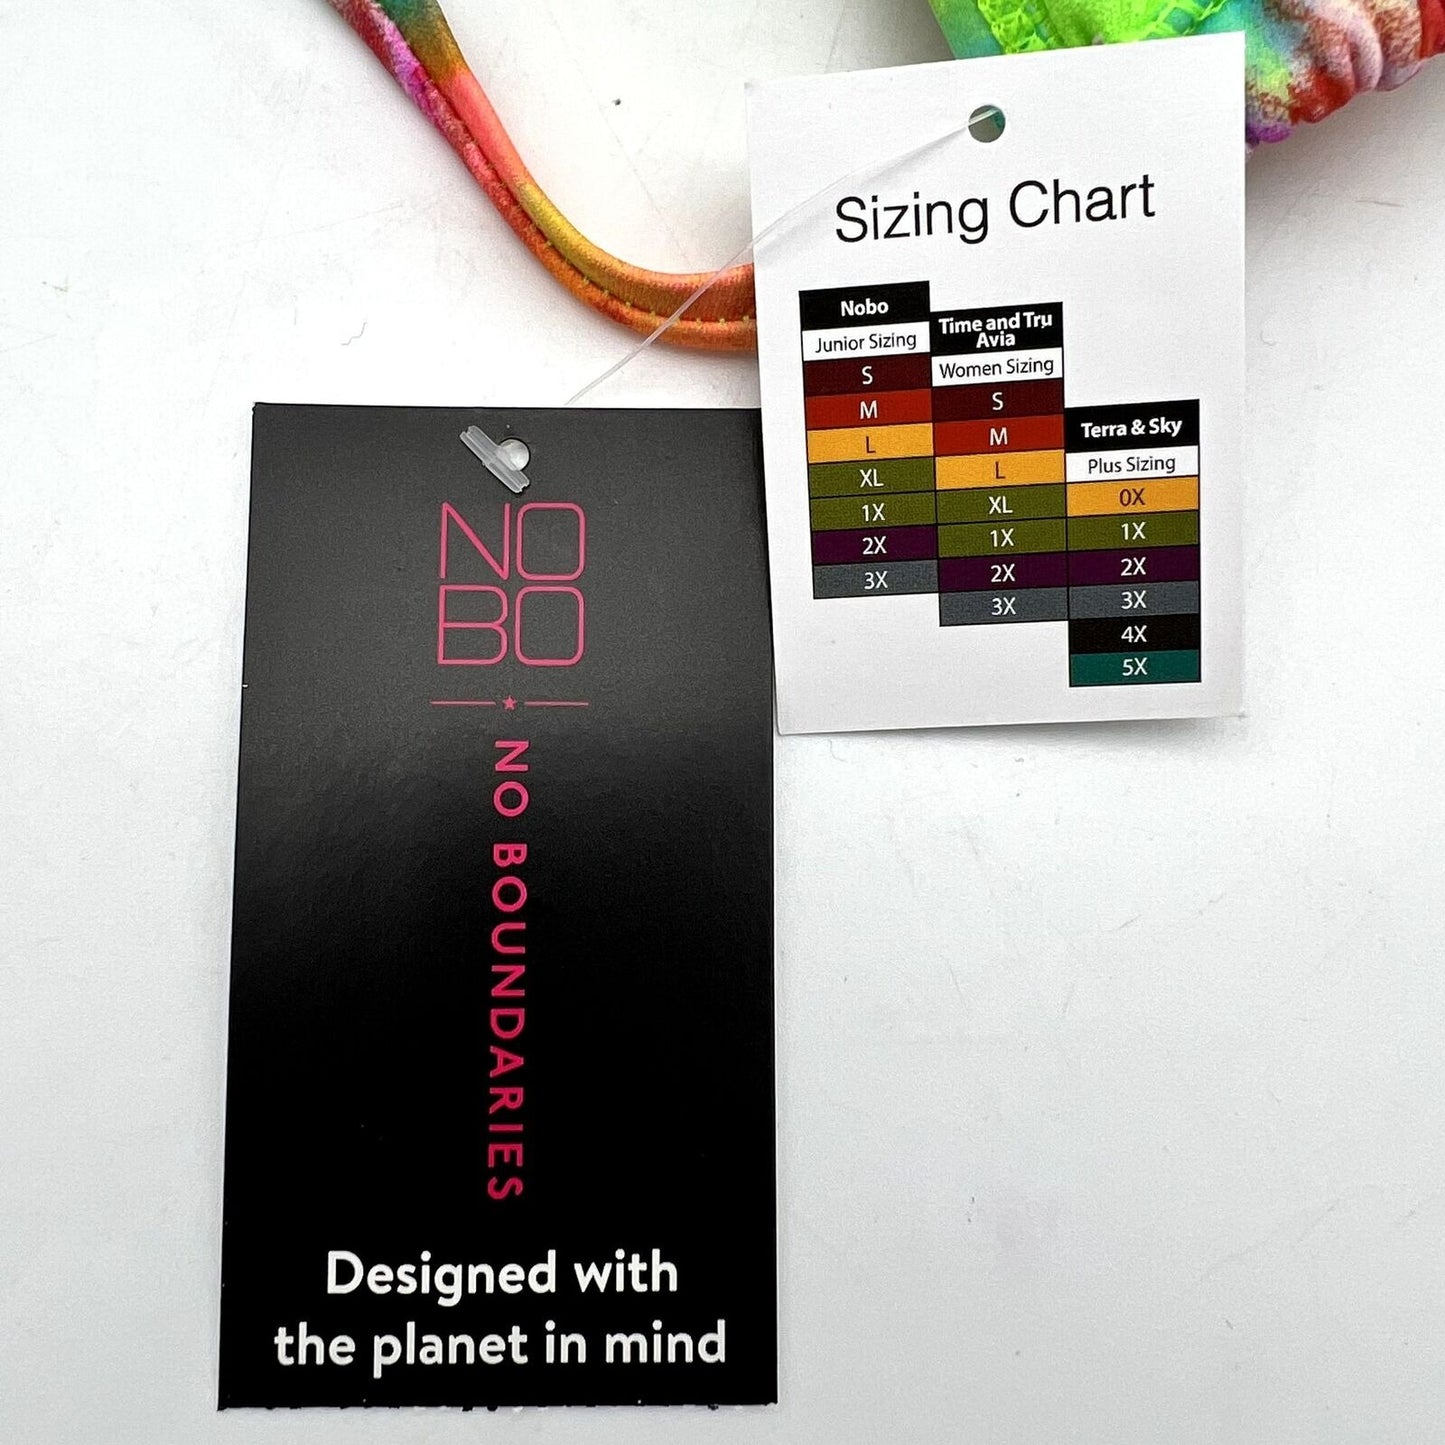 NO
BO
NO BOUNDARIES
Designed with
the planet in mind
Sizing Chart
Nobo
Junior Sizing
S
M
L
XL
1X
2X
3X
Time and Tru
Avia
Women Sizing
S
M
L
XL
1X
2X
3X
Terra & Sky
Plus Sizing
0X
1X
2X
3X
4X
5X